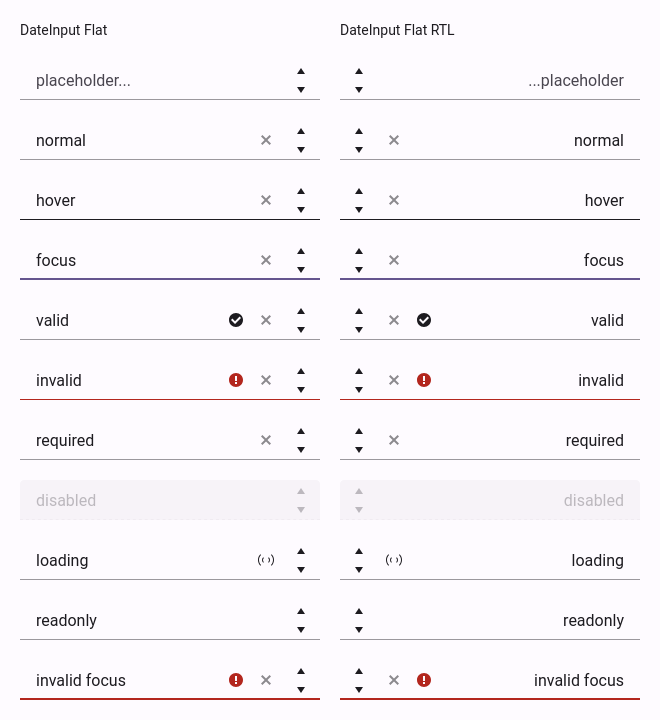 DateInput Flat
DateInput Flat RTL
placeholder...
...placeholder
normal
normal
hover
hover
focus
focus
valid
valid
invalid
invalid
required
required
disabled
disabled
loading
loading
readonly
readonly
invalid focus
invalid focus